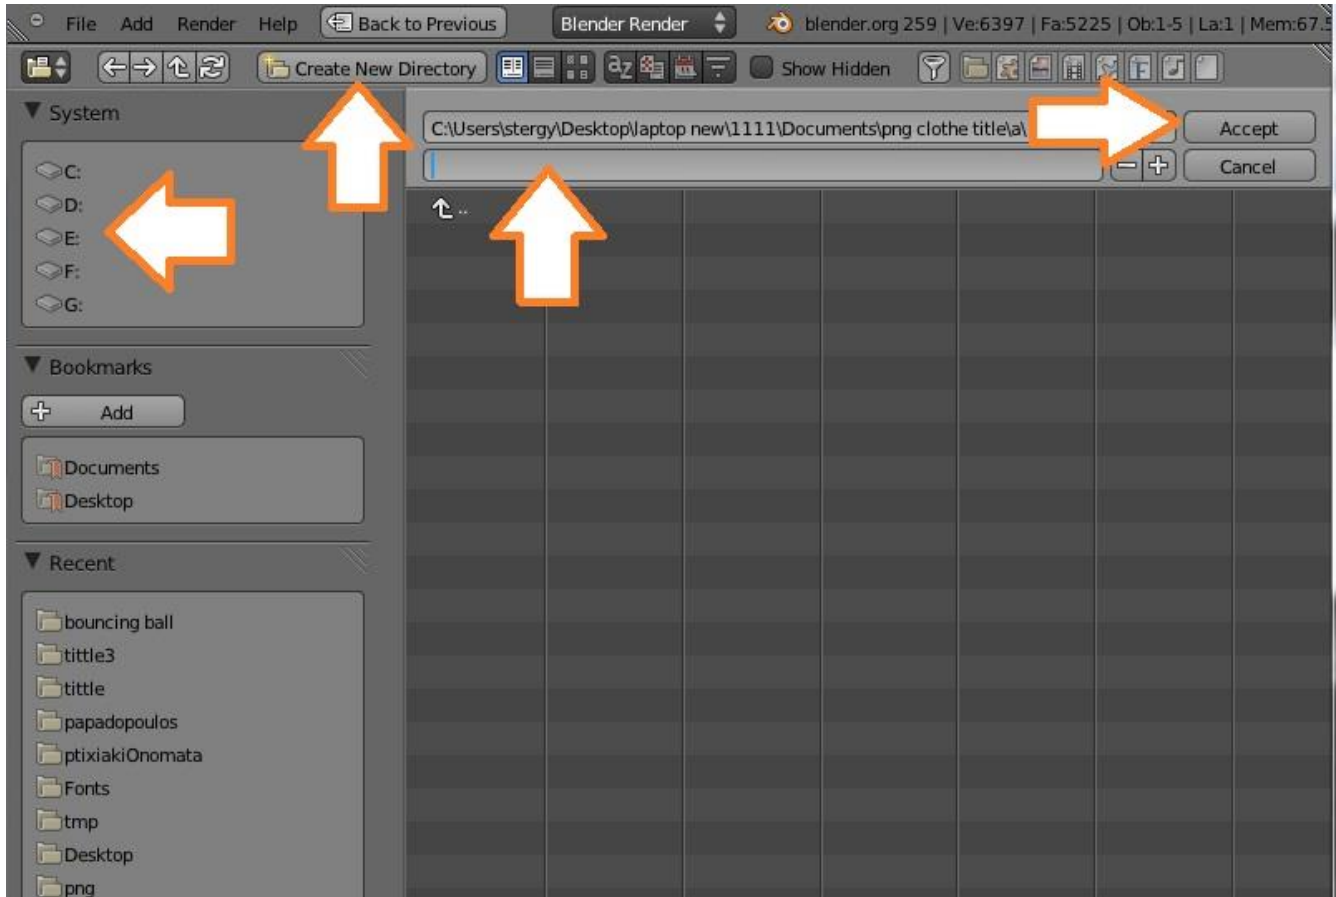 File Add Render Help Back to Previous Blender Render blender.org 259 | Ve:6397 | Fa:5225 | Ob:1-5 | La:1 | Mem:67.5
Create New Directory Show Hidden
System
C:\Users\stergy\Desktop\laptop new\1111\Documents\png clothe title\a\ Accept
Cancel
C:
D:
E:
F:
G:
..
Bookmarks
Add
Documents
Desktop
Recent
bouncing ball
tittle3
tittle
papadopoulos
ptixiakiOnomata
Fonts
tmp
Desktop
png